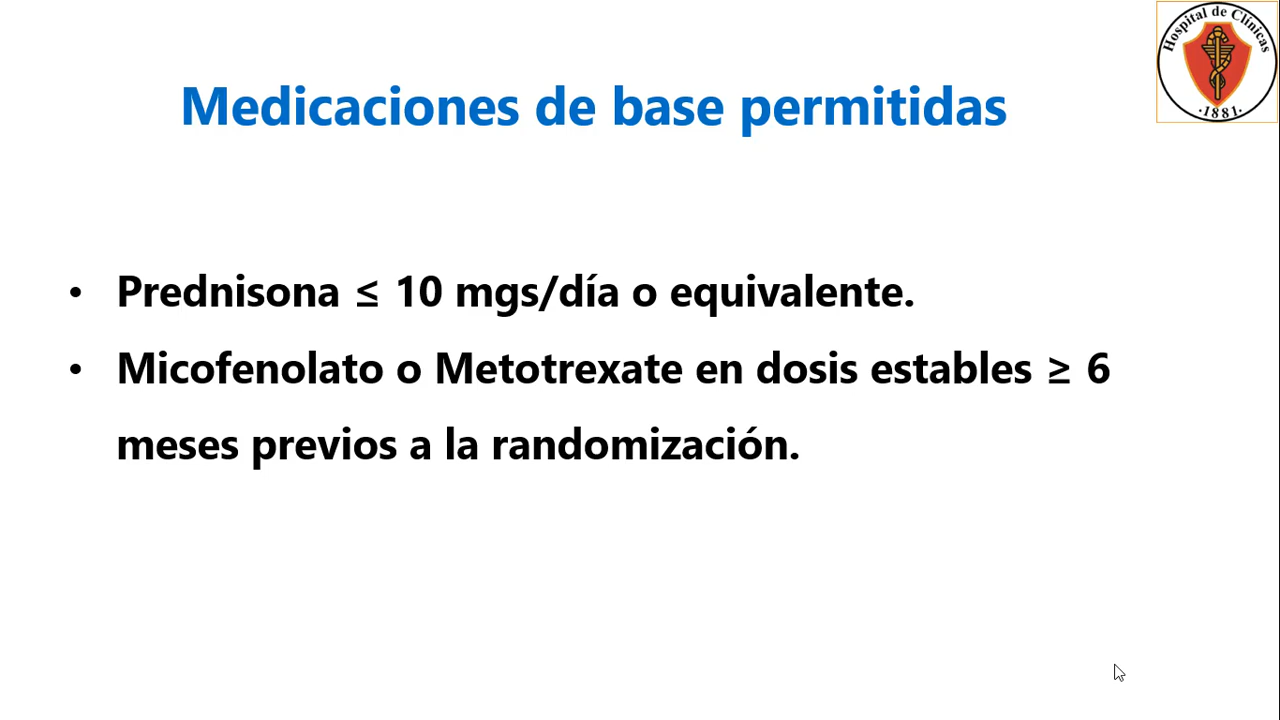 Hospital de Clínicas
·1881·
Medicaciones de base permitidas
• Prednisona ≤ 10 mgs/día o equivalente.
• Micofenolato o Metotrexate en dosis estables ≥ 6
meses previos a la randomización.